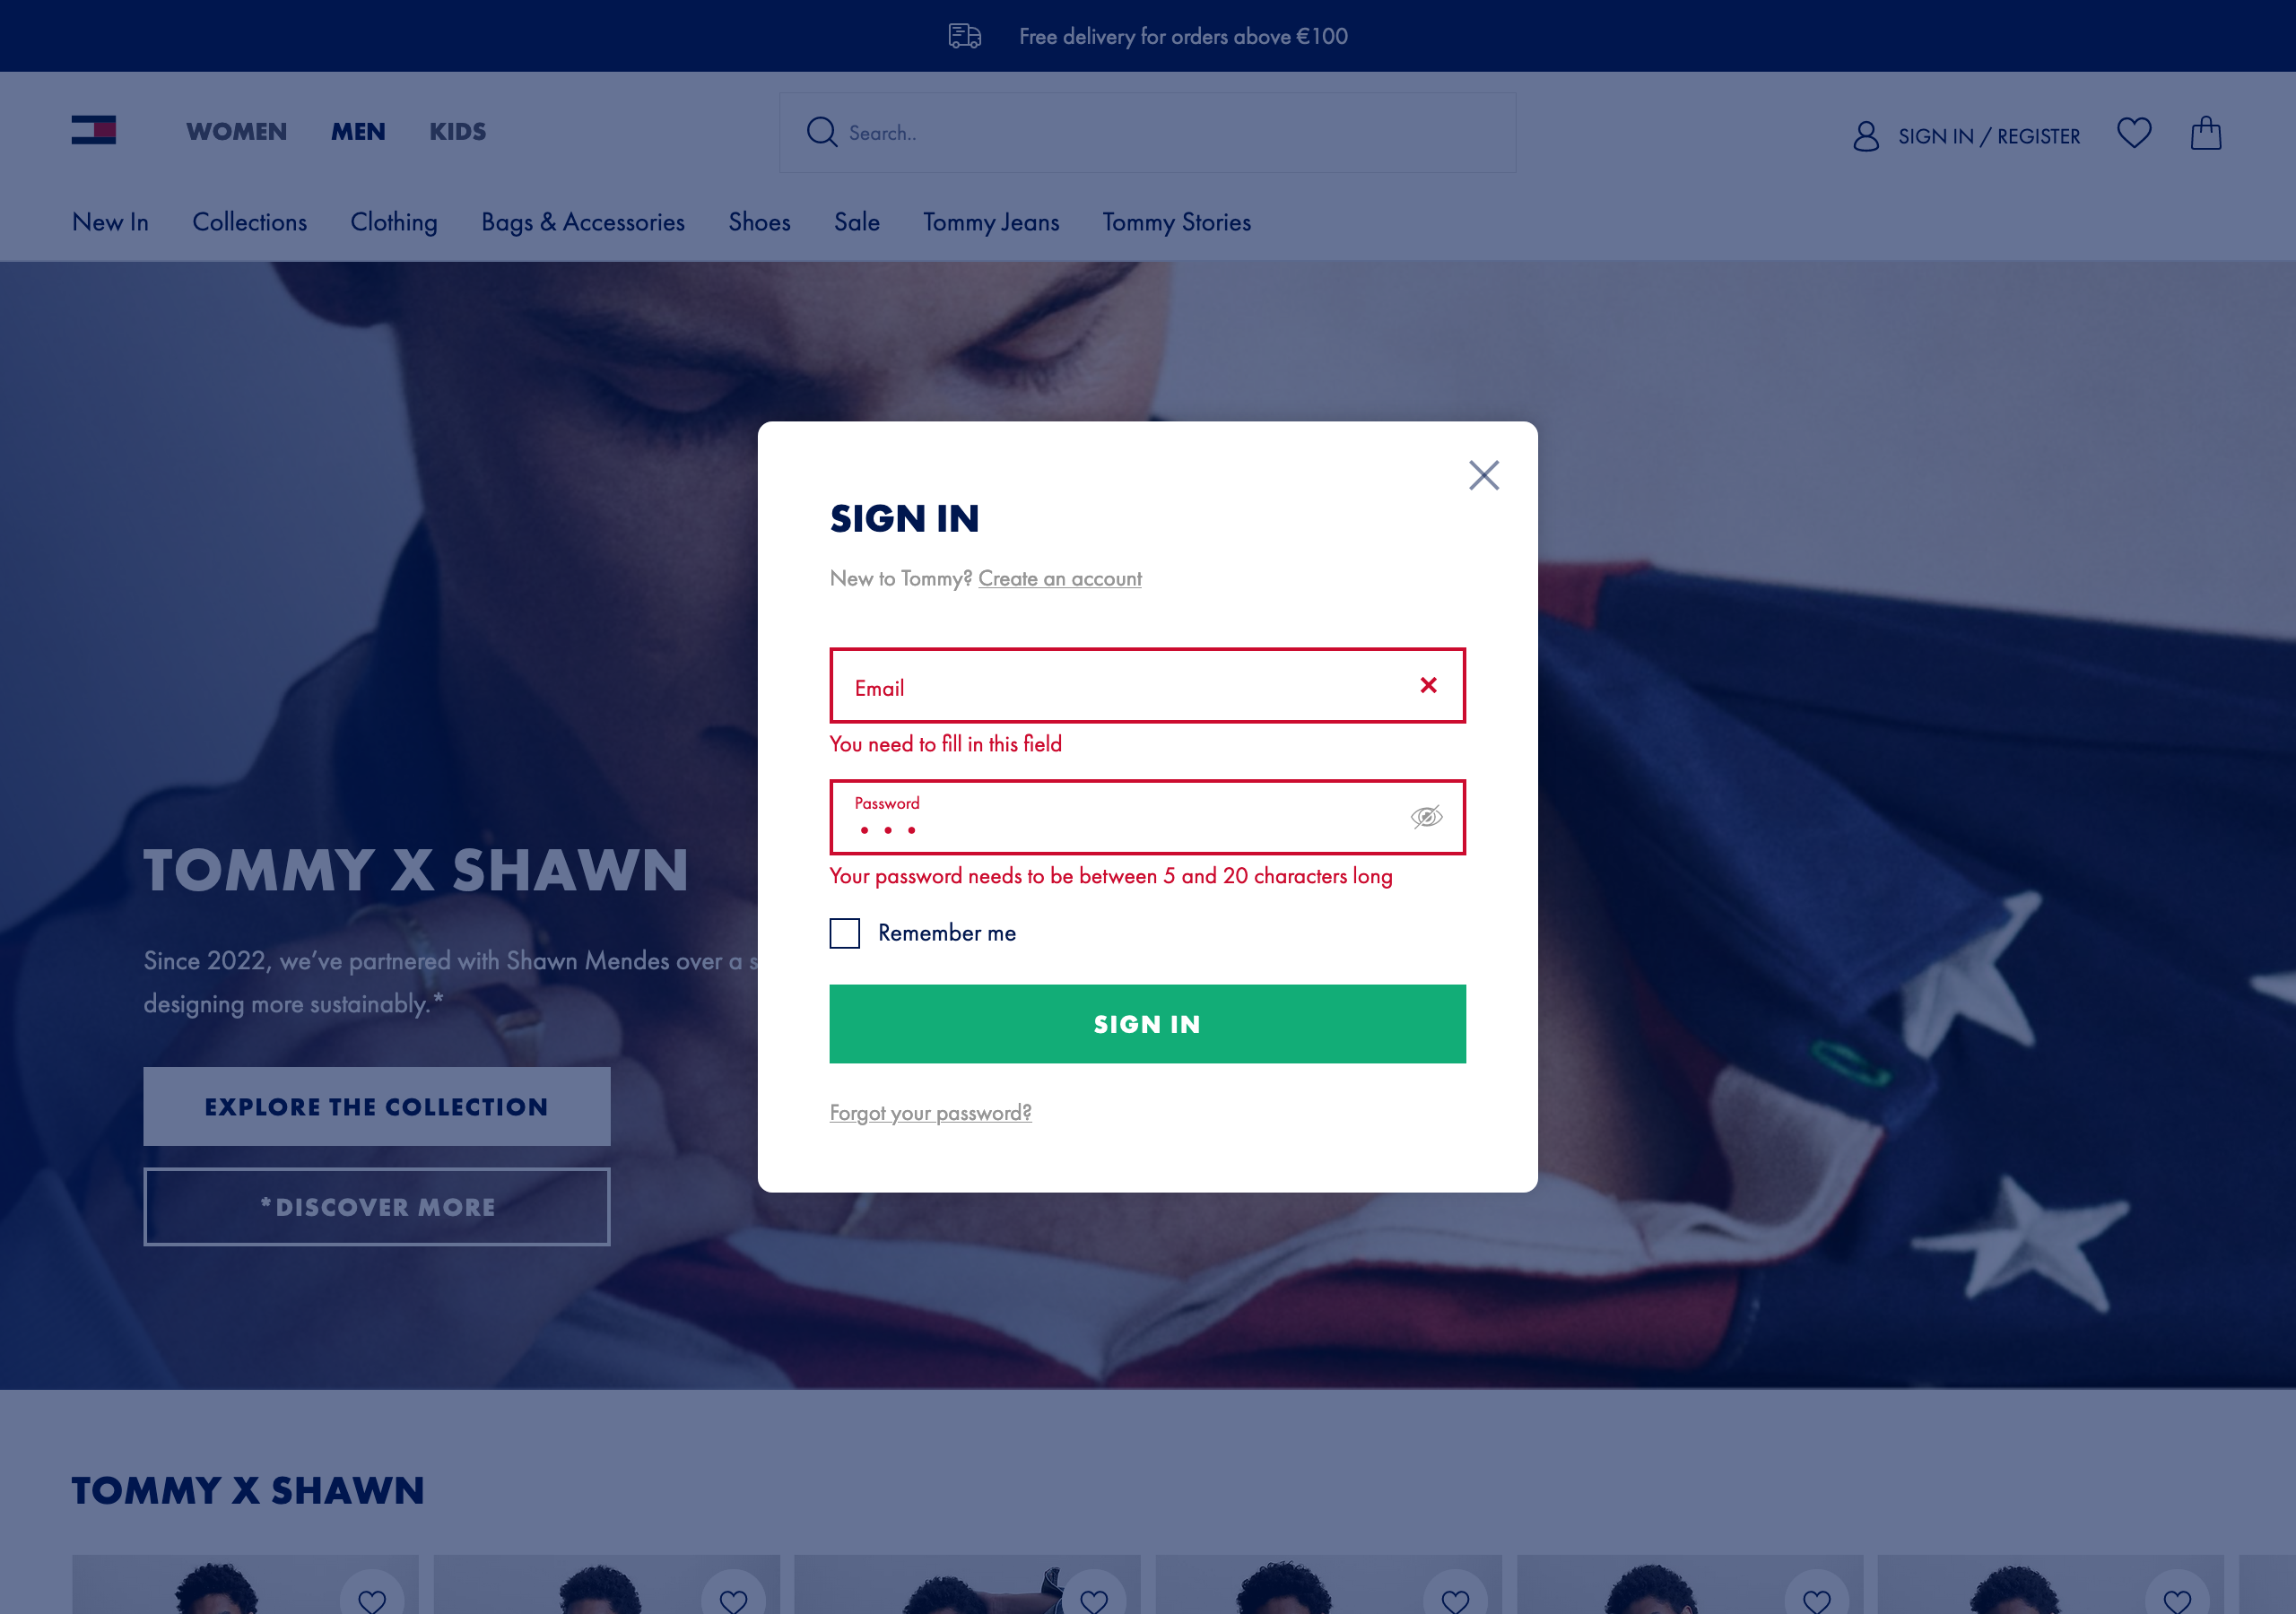 Free delivery for orders above €100
WOMEN MEN KIDS
Search..
SIGN IN / REGISTER
New In Collections Clothing Bags & Accessories Shoes Sale Tommy Jeans Tommy Stories
SIGN IN
New to Tommy? Create an account
Email
You need to fill in this field
Password
Your password needs to be between 5 and 20 characters long
Remember me
SIGN IN
Forgot your password?
TOMMY X SHAWN
Since 2022, we've partnered with Shawn Mendes over a s
designing more sustainably.*
EXPLORE THE COLLECTION
*DISCOVER MORE
TOMMY X SHAWN